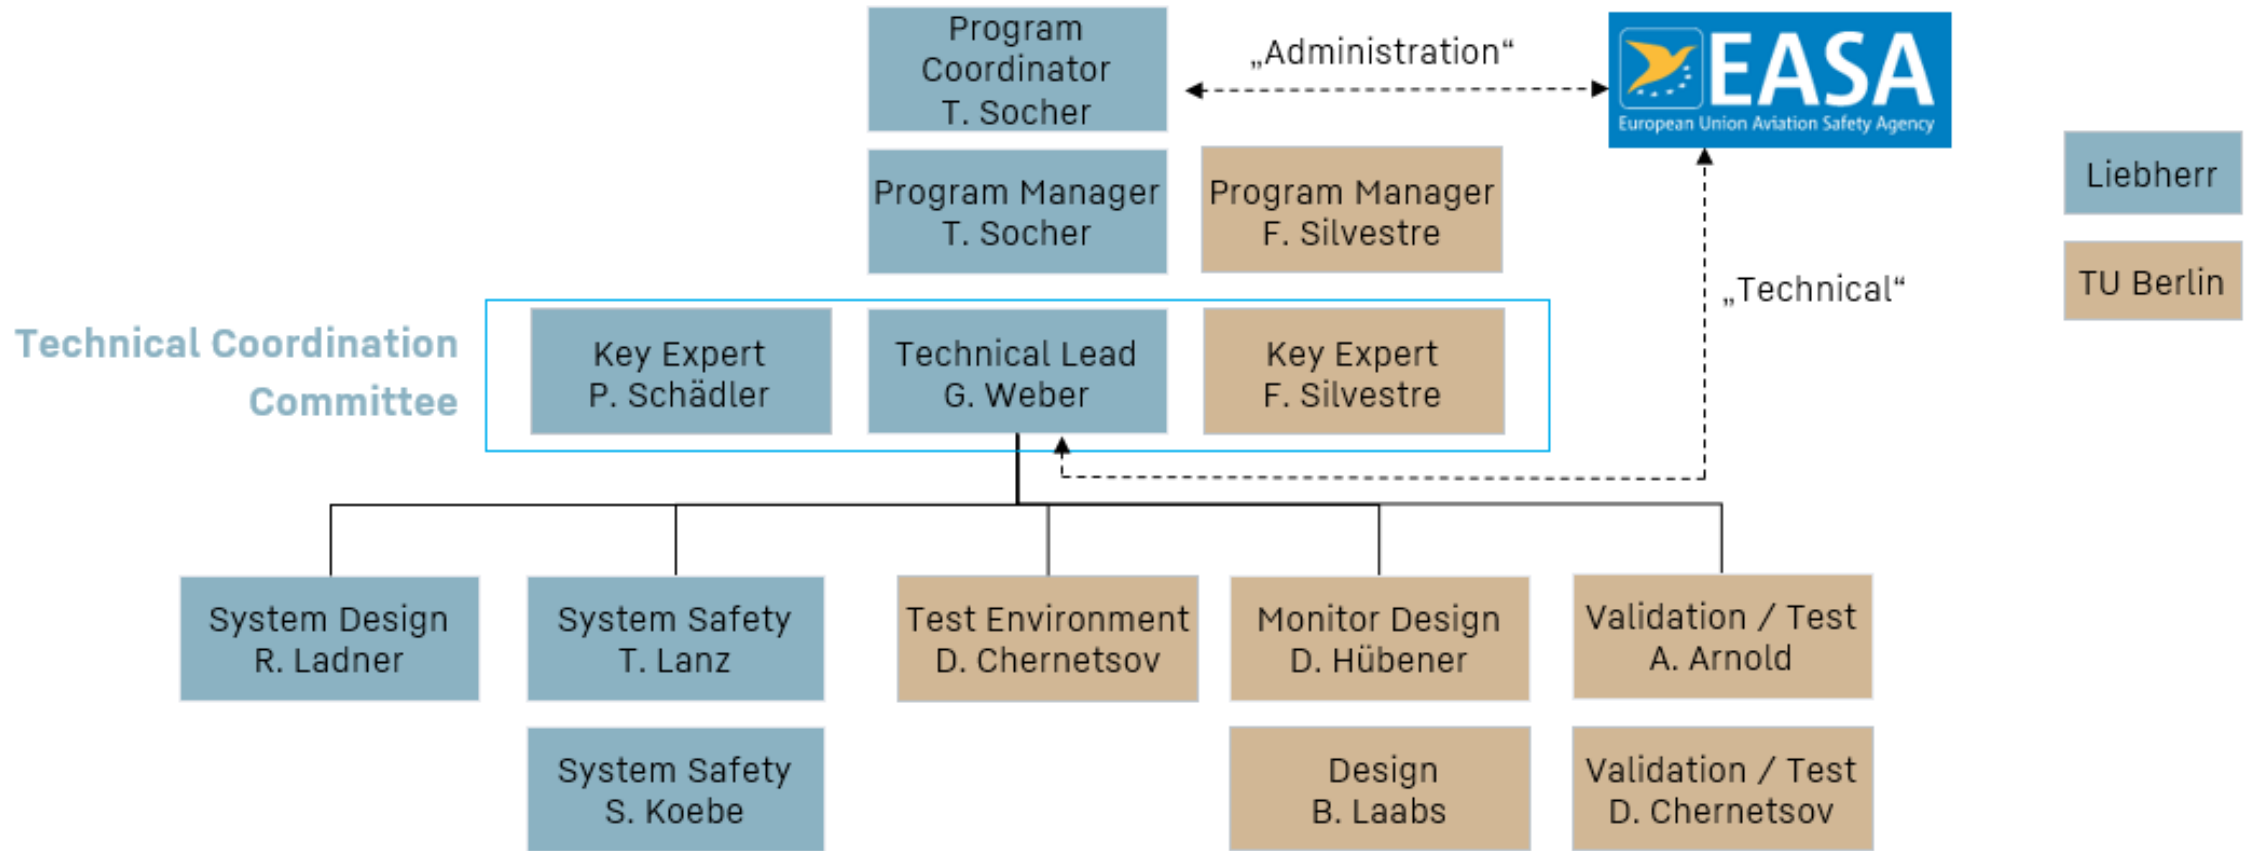 Program
Coordinator
T. Socher
„Administration“
EASA
European Union Aviation Safety Agency
Program Manager
T. Socher
Program Manager
F. Silvestre
Liebherr
TU Berlin
„Technical“
Technical Coordination
Committee
Key Expert
P. Schädler
Technical Lead
G. Weber
Key Expert
F. Silvestre
System Design
R. Ladner
System Safety
T. Lanz
Test Environment
D. Chernetsov
Monitor Design
D. Hübener
Validation / Test
A. Arnold
System Safety
S. Koebe
Design
B. Laabs
Validation / Test
D. Chernetsov